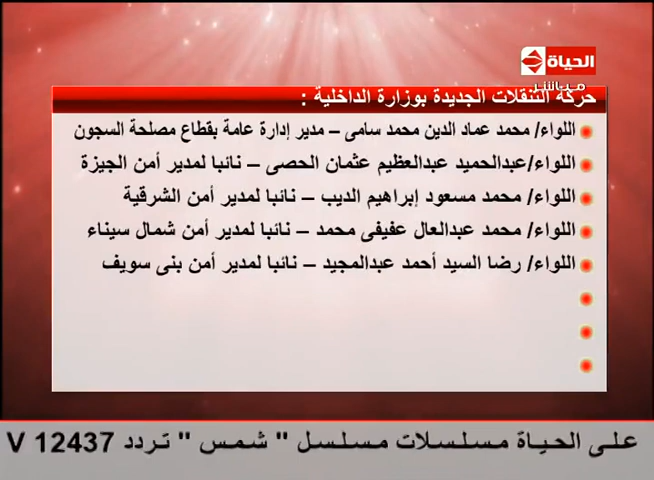 الحياة
مباشر
حركة التنقلات الجديدة بوزارة الداخلية :
اللواء/ محمد عماد الدين محمد سامى – مدير إدارة عامة بقطاع مصلحة السجون
اللواء/عبدالحميد عبدالعظيم عثمان الحصى – نائبا لمدير أمن الجيزة
اللواء/ محمد مسعود إبراهيم الديب – نائبا لمدير أمن الشرقية
اللواء/ محمد عبدالعال عفيفى محمد – نائبا لمدير أمن شمال سيناء
اللواء/ رضا السيد أحمد عبدالمجيد – نائبا لمدير أمن بنى سويف
على الحياة مسلسلات مسلسل " شمس " تردد 12437 V